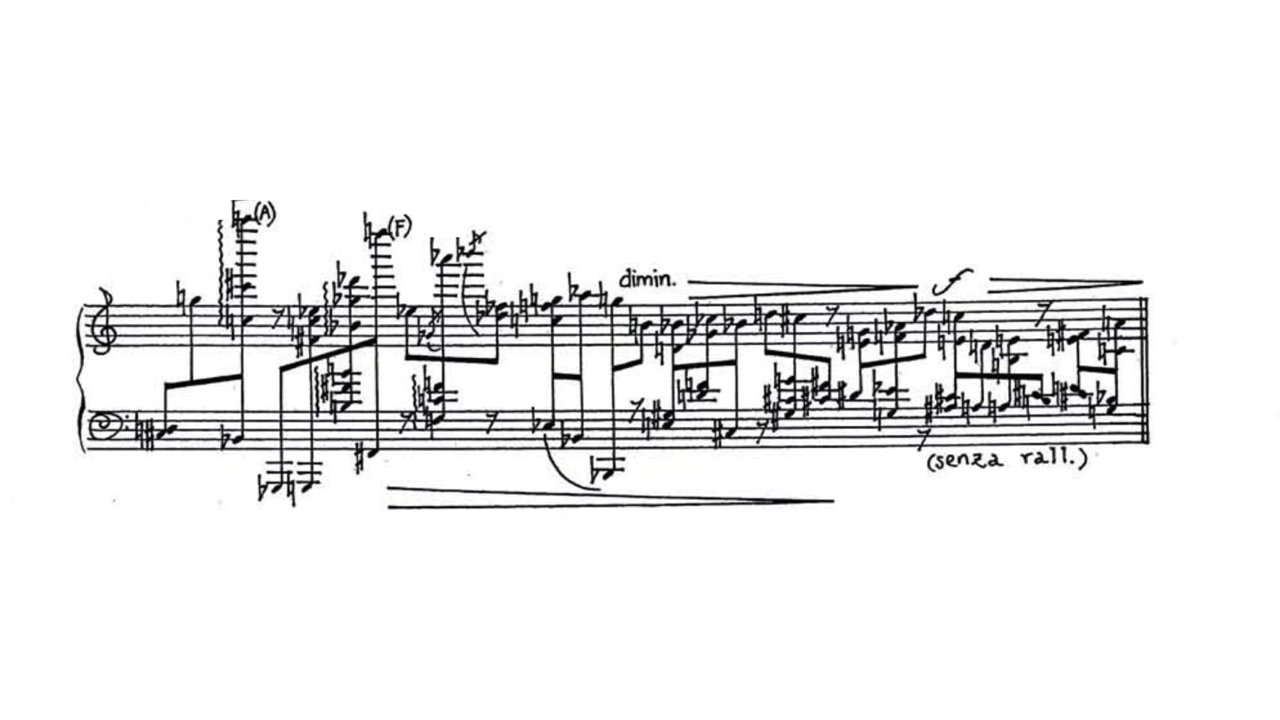 (A)
(F)
dimin.
f
(senza rall.)